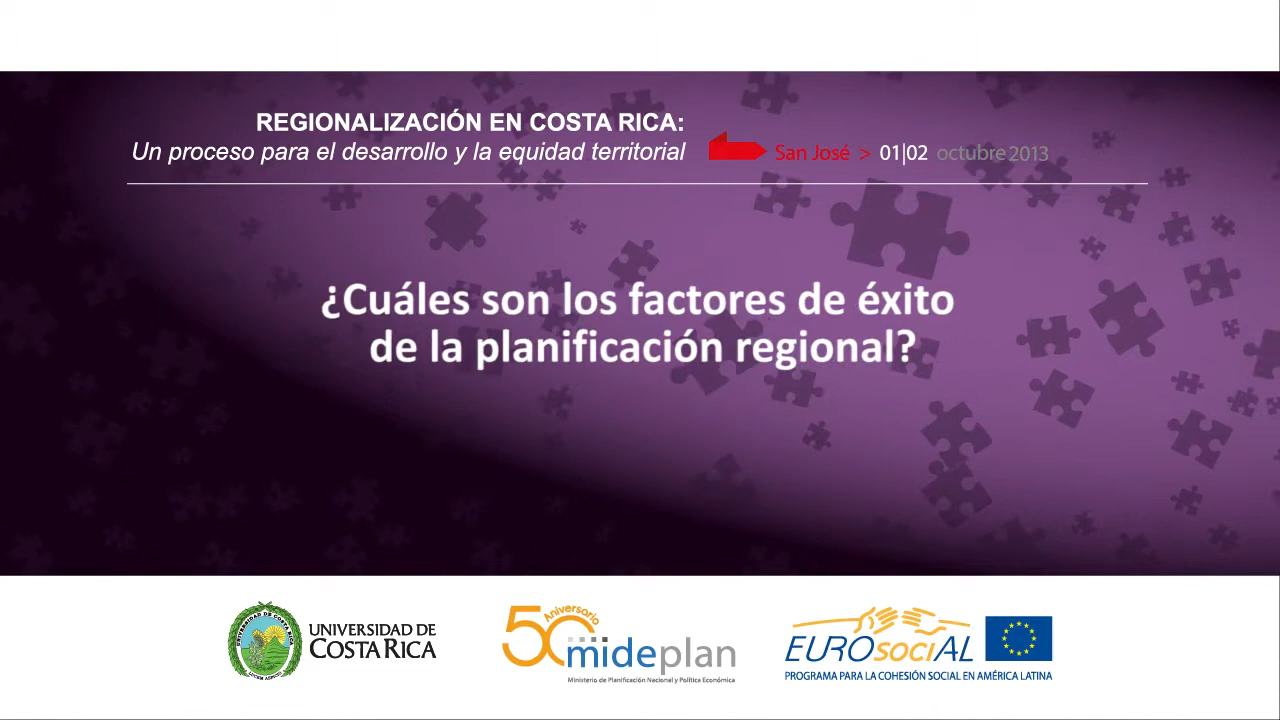 REGIONALIZACIÓN EN COSTA RICA:
Un proceso para el desarrollo y la equidad territorial
San José > 01|02 octubre 2013
¿Cuáles son los factores de éxito
de la planificación regional?
UNIVERSIDAD DE
COSTA RICA
50 Aniversario
mideplan
Ministerio de Planificación Nacional y Política Económica
EUROsociAL
PROGRAMA PARA LA COHESIÓN SOCIAL EN AMÉRICA LATINA